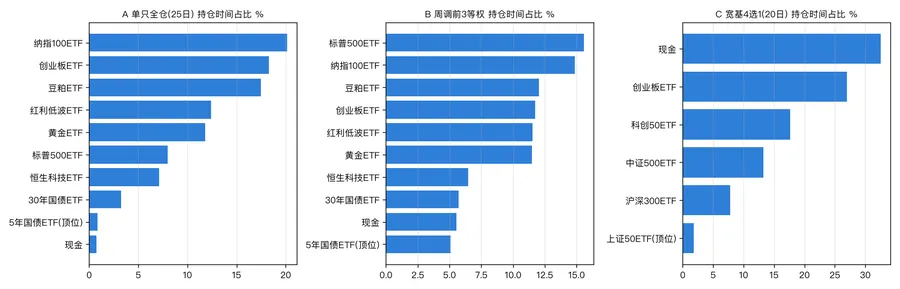 A 单只全仓(25日) 持仓时间占比 %
纳指100ETF
创业板ETF
豆粕ETF
红利低波ETF
黄金ETF
标普500ETF
恒生科技ETF
30年国债ETF
5年国债ETF(顶位)
现金
0 5 10 15 20
B 周调前3等权 持仓时间占比 %
标普500ETF
纳指100ETF
豆粕ETF
创业板ETF
红利低波ETF
黄金ETF
恒生科技ETF
30年国债ETF
现金
5年国债ETF(顶位)
0.0 2.5 5.0 7.5 10.0 12.5 15.0
C 宽基4选1(20日) 持仓时间占比 %
现金
创业板ETF
科创50ETF
中证500ETF
沪深300ETF
上证50ETF(顶位)
0 5 10 15 20 25 30